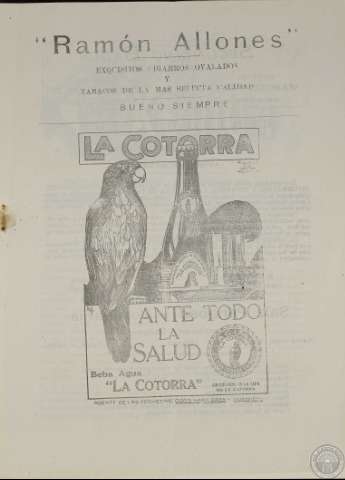 "Ramón Allones"
EXQUISITOS CIGARROS OVALADOS
Y
TABACOS DE LA MAS SELECTA CALIDAD
BUENO SIEMPRE
LA COTORRA
ANTE TODO
LA
SALUD
Beba Agua
"LA COTORRA"